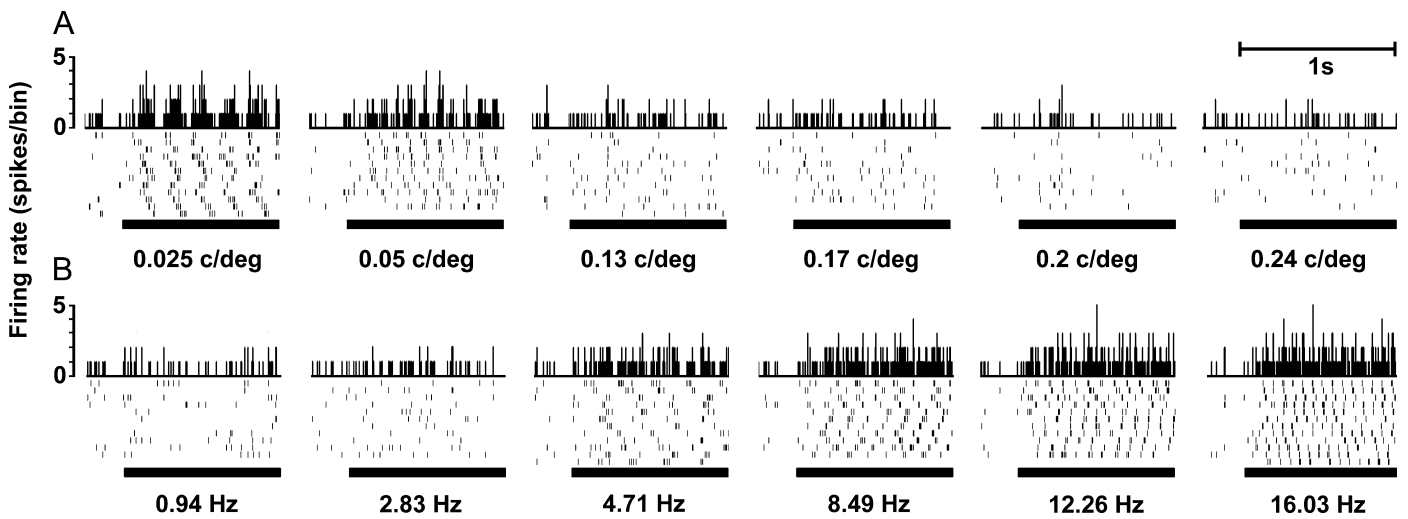 A
5
0
1s
0.025 c/deg 0.05 c/deg 0.13 c/deg 0.17 c/deg 0.2 c/deg 0.24 c/deg
Firing rate (spikes/bin)
B
5
0
0.94 Hz 2.83 Hz 4.71 Hz 8.49 Hz 12.26 Hz 16.03 Hz